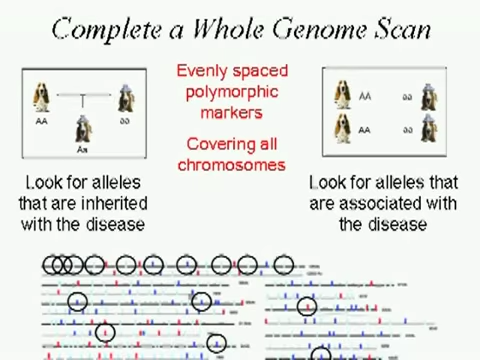 Complete a Whole Genome Scan
Evenly spaced
polymorphic
markers
Covering all
chromosomes
AA
aa
Aa
Look for alleles
that are inherited
with the disease
AA aa
AA aa
Look for alleles that
are associated with
the disease